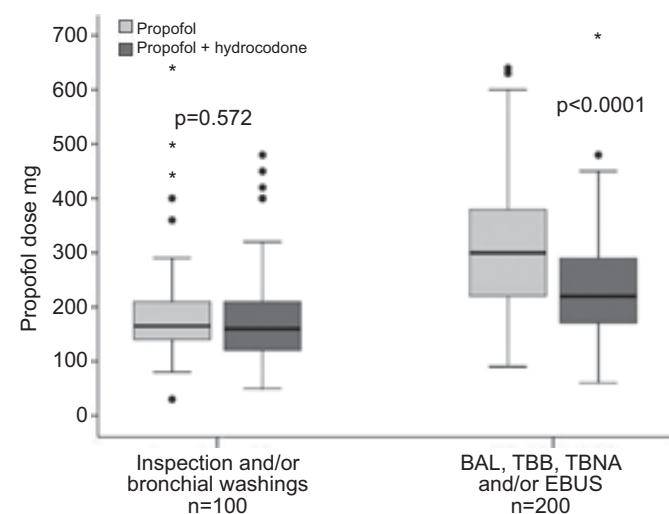 Propofol
Propofol + hydrocodone
700
600
500
400
300
200
100
0
Propofol dose mg
*
*
*
*
p=0.572
p<0.0001
Inspection and/or
bronchial washings
n=100
BAL, TBB, TBNA
and/or EBUS
n=200